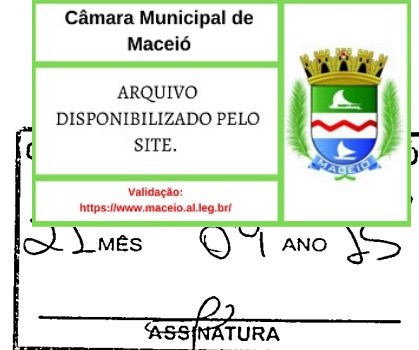 Câmara Municipal de
Maceió
ARQUIVO
DISPONIBILIZADO PELO
SITE.
MACEIÓ
Validação:
https://www.maceio.al.leg.br/
21 MÊS 04 ANO 15
ASSINATURA